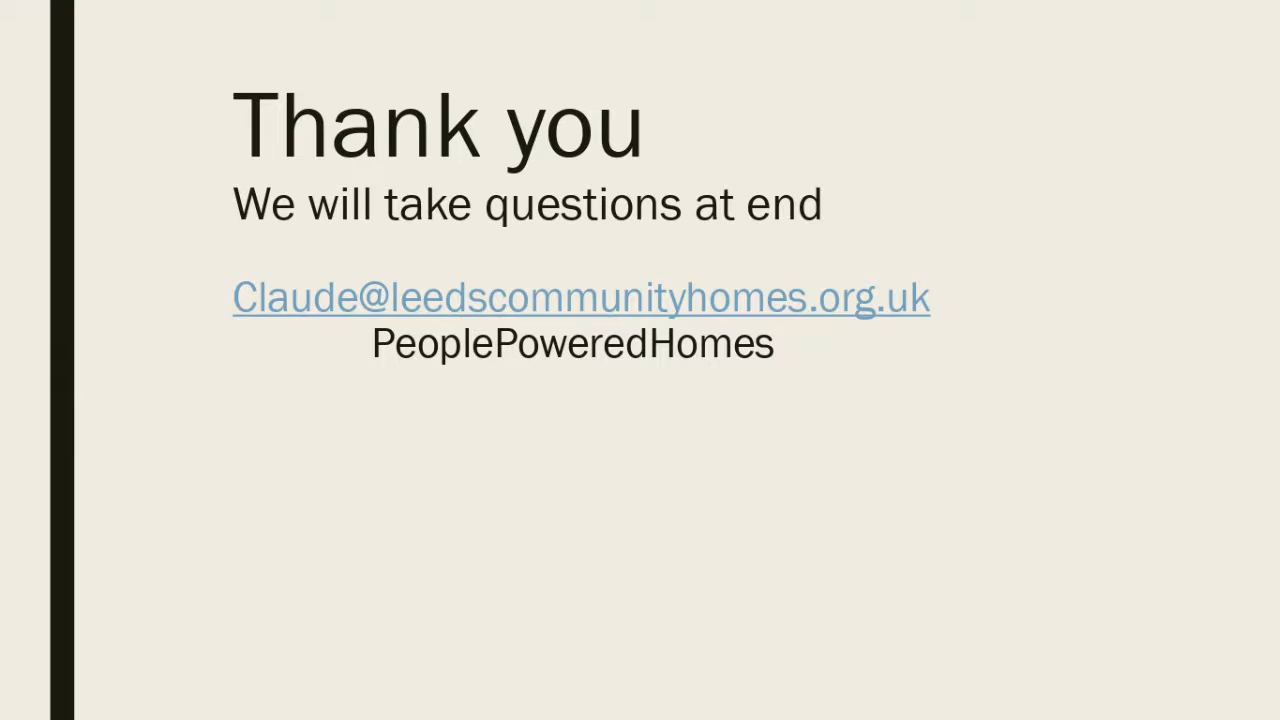 Thank you
We will take questions at end
Claude@leedscommunityhomes.org.uk
PeoplePoweredHomes